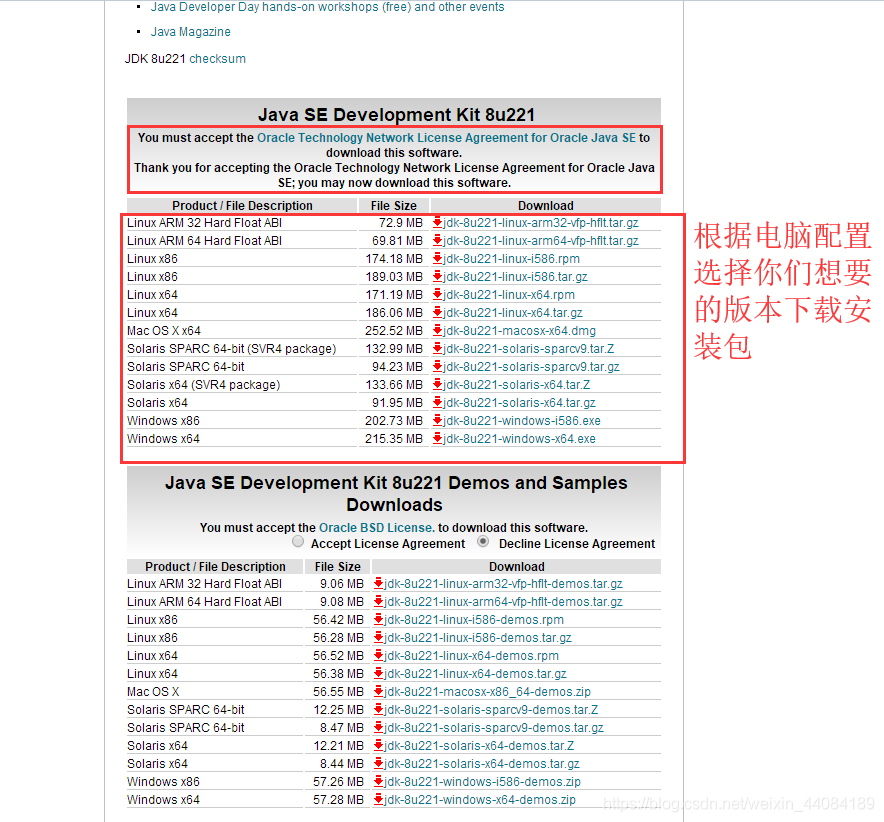 Java Developer Day hands-on workshops (free) and other events
Java Magazine
JDK 8u221 checksum
Java SE Development Kit 8u221
You must accept the Oracle Technology Network License Agreement for Oracle Java SE to
download this software.
Thank you for accepting the Oracle Technology Network License Agreement for Oracle Java
SE; you may now download this software.
Product / File Description File Size Download
Linux ARM 32 Hard Float ABI 72.9 MB jdk-8u221-linux-arm32-vfp-hflt.tar.gz
Linux ARM 64 Hard Float ABI 69.81 MB jdk-8u221-linux-arm64-vfp-hflt.tar.gz
Linux x86 174.18 MB jdk-8u221-linux-i586.rpm
Linux x86 189.03 MB jdk-8u221-linux-i586.tar.gz
Linux x64 171.19 MB jdk-8u221-linux-x64.rpm
Linux x64 186.06 MB jdk-8u221-linux-x64.tar.gz
Mac OS X x64 252.52 MB jdk-8u221-macosx-x64.dmg
Solaris SPARC 64-bit (SVR4 package) 132.99 MB jdk-8u221-solaris-sparcv9.tar.Z
Solaris SPARC 64-bit 94.23 MB jdk-8u221-solaris-sparcv9.tar.gz
Solaris x64 (SVR4 package) 133.66 MB jdk-8u221-solaris-x64.tar.Z
Solaris x64 91.95 MB jdk-8u221-solaris-x64.tar.gz
Windows x86 202.73 MB jdk-8u221-windows-i586.exe
Windows x64 215.35 MB jdk-8u221-windows-x64.exe
根据电脑配置
选择你们想要
的版本下载安
装包
Java SE Development Kit 8u221 Demos and Samples
Downloads
You must accept the Oracle BSD License. to download this software.
Accept License Agreement Decline License Agreement
Product / File Description File Size Download
Linux ARM 32 Hard Float ABI 9.06 MB jdk-8u221-linux-arm32-vfp-hflt-demos.tar.gz
Linux ARM 64 Hard Float ABI 9.08 MB jdk-8u221-linux-arm64-vfp-hflt-demos.tar.gz
Linux x86 56.42 MB jdk-8u221-linux-i586-demos.rpm
Linux x86 56.28 MB jdk-8u221-linux-i586-demos.tar.gz
Linux x64 56.52 MB jdk-8u221-linux-x64-demos.rpm
Linux x64 56.38 MB jdk-8u221-linux-x64-demos.tar.gz
Mac OS X 56.55 MB jdk-8u221-macosx-x86_64-demos.zip
Solaris SPARC 64-bit 12.25 MB jdk-8u221-solaris-sparcv9-demos.tar.Z
Solaris SPARC 64-bit 8.47 MB jdk-8u221-solaris-sparcv9-demos.tar.gz
Solaris x64 12.21 MB jdk-8u221-solaris-x64-demos.tar.Z
Solaris x64 8.44 MB jdk-8u221-solaris-x64-demos.tar.gz
Windows x86 57.26 MB jdk-8u221-windows-i586-demos.zip
Windows x64 57.28 MB jdk-8u221-windows-x64-demos.zip
https://blog.csdn.net/weixin_44084189